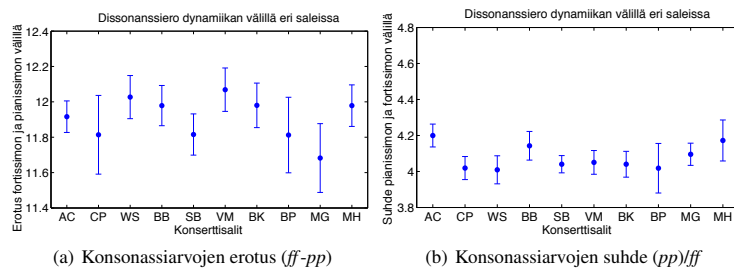 Dissonanssiero dynamiikan välillä eri saleissa
Erotus fortissimon ja pianissimon välillä
12.4
12.2
12
11.8
11.6
11.4
AC CP WS BB SB VM BK BP MG MH
Konserttisalit
(a) Konsonassiarvojen erotus (ff-pp)
Dissonanssiero dynamiikan välillä eri saleissa
Suhde pianissimon ja fortissimon välillä
4.8
4.6
4.4
4.2
4
3.8
AC CP WS BB SB VM BK BP MG MH
Konserttisalit
(b) Konsonassiarvojen suhde (pp)/ff